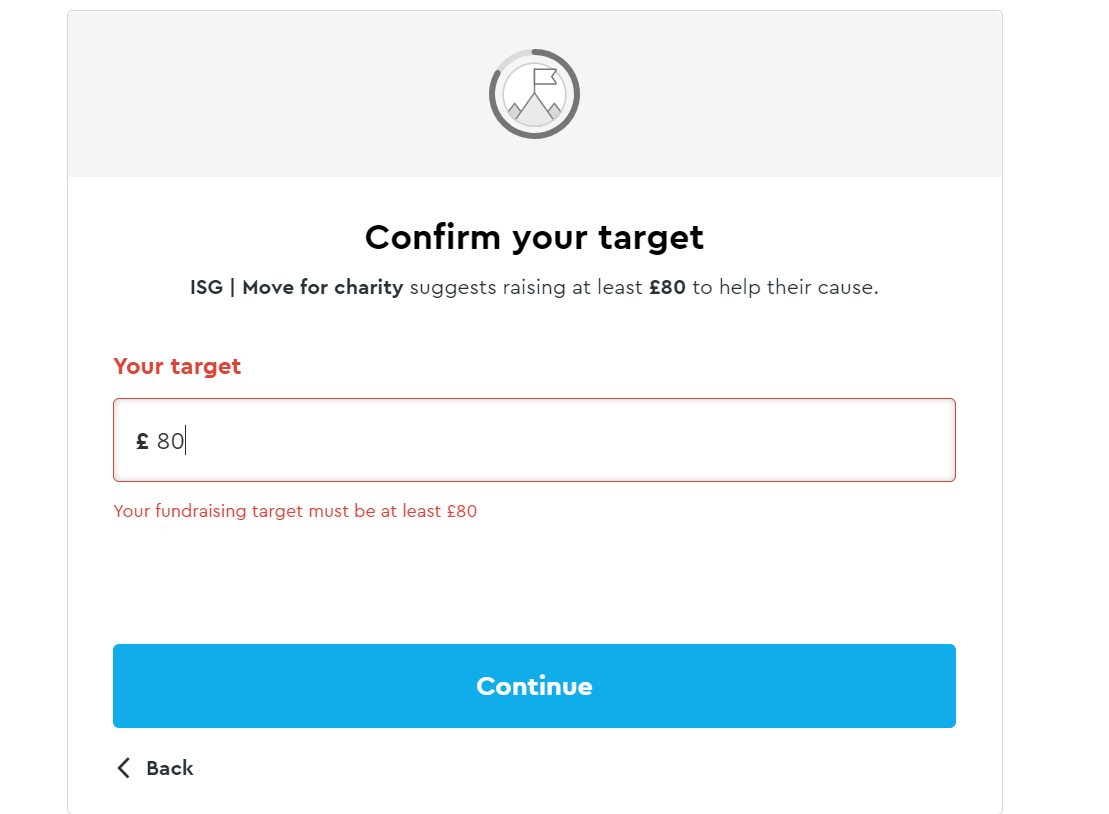 Confirm your target
ISG | Move for charity suggests raising at least £80 to help their cause.
Your target
£ 80
Your fundraising target must be at least £80
Continue
Back